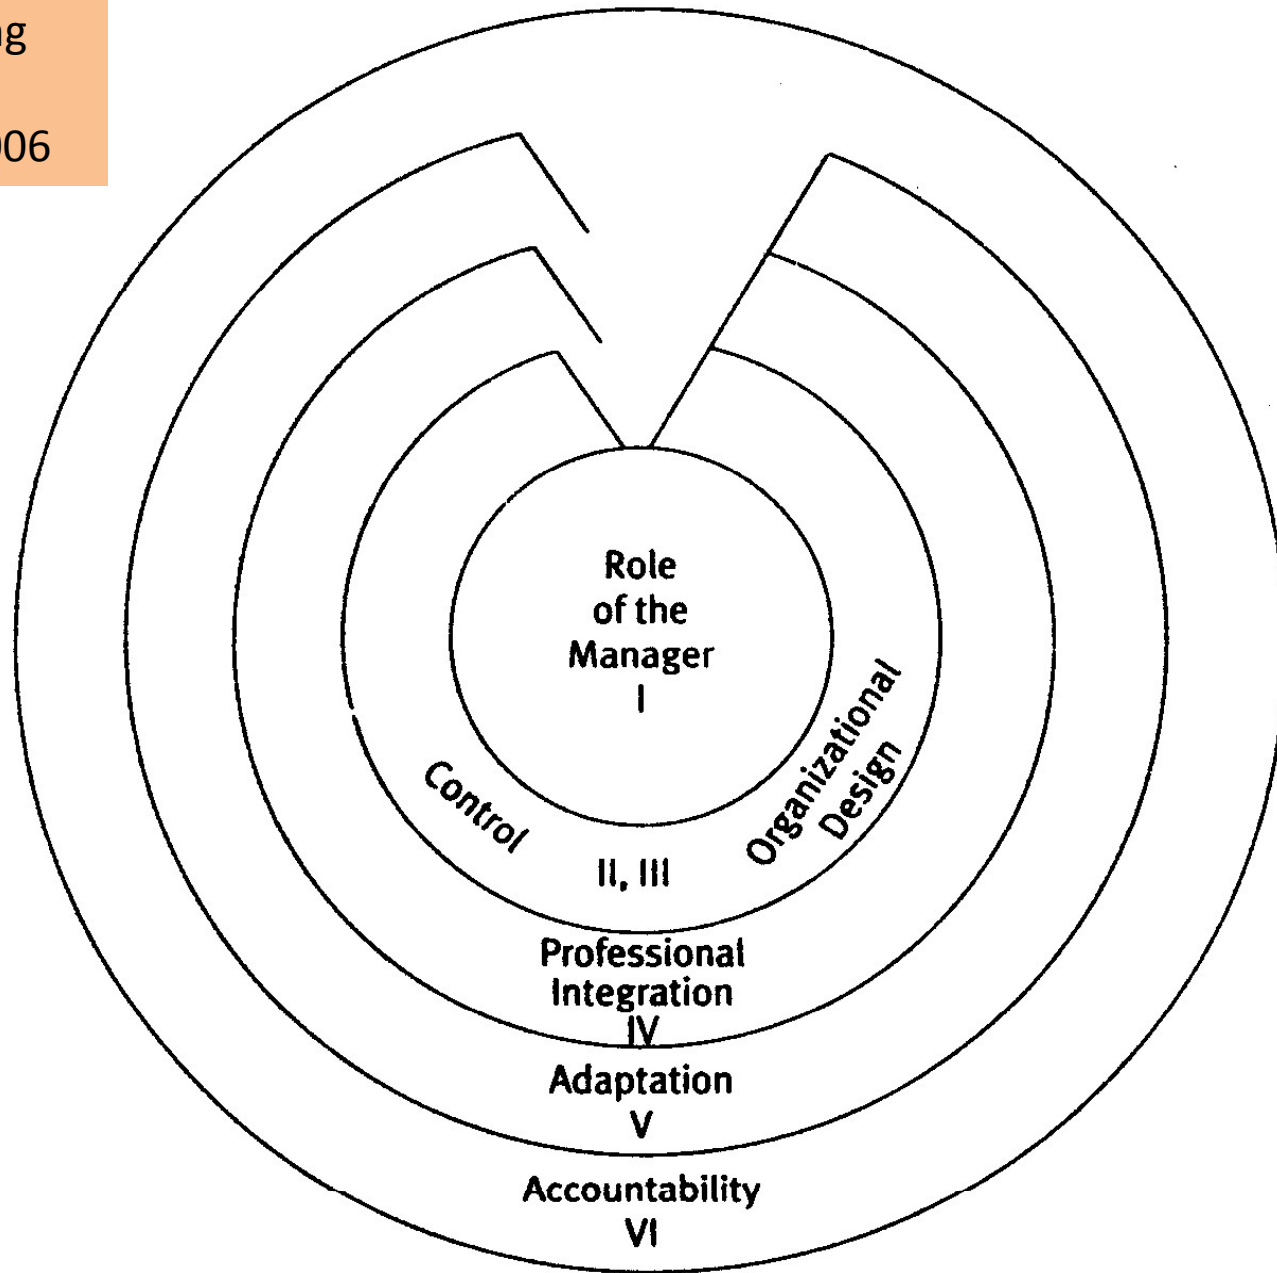 Role
of the
Manager
I
Control
Organizational
Design
II, III
Professional
Integration
IV
Adaptation
V
Accountability
VI